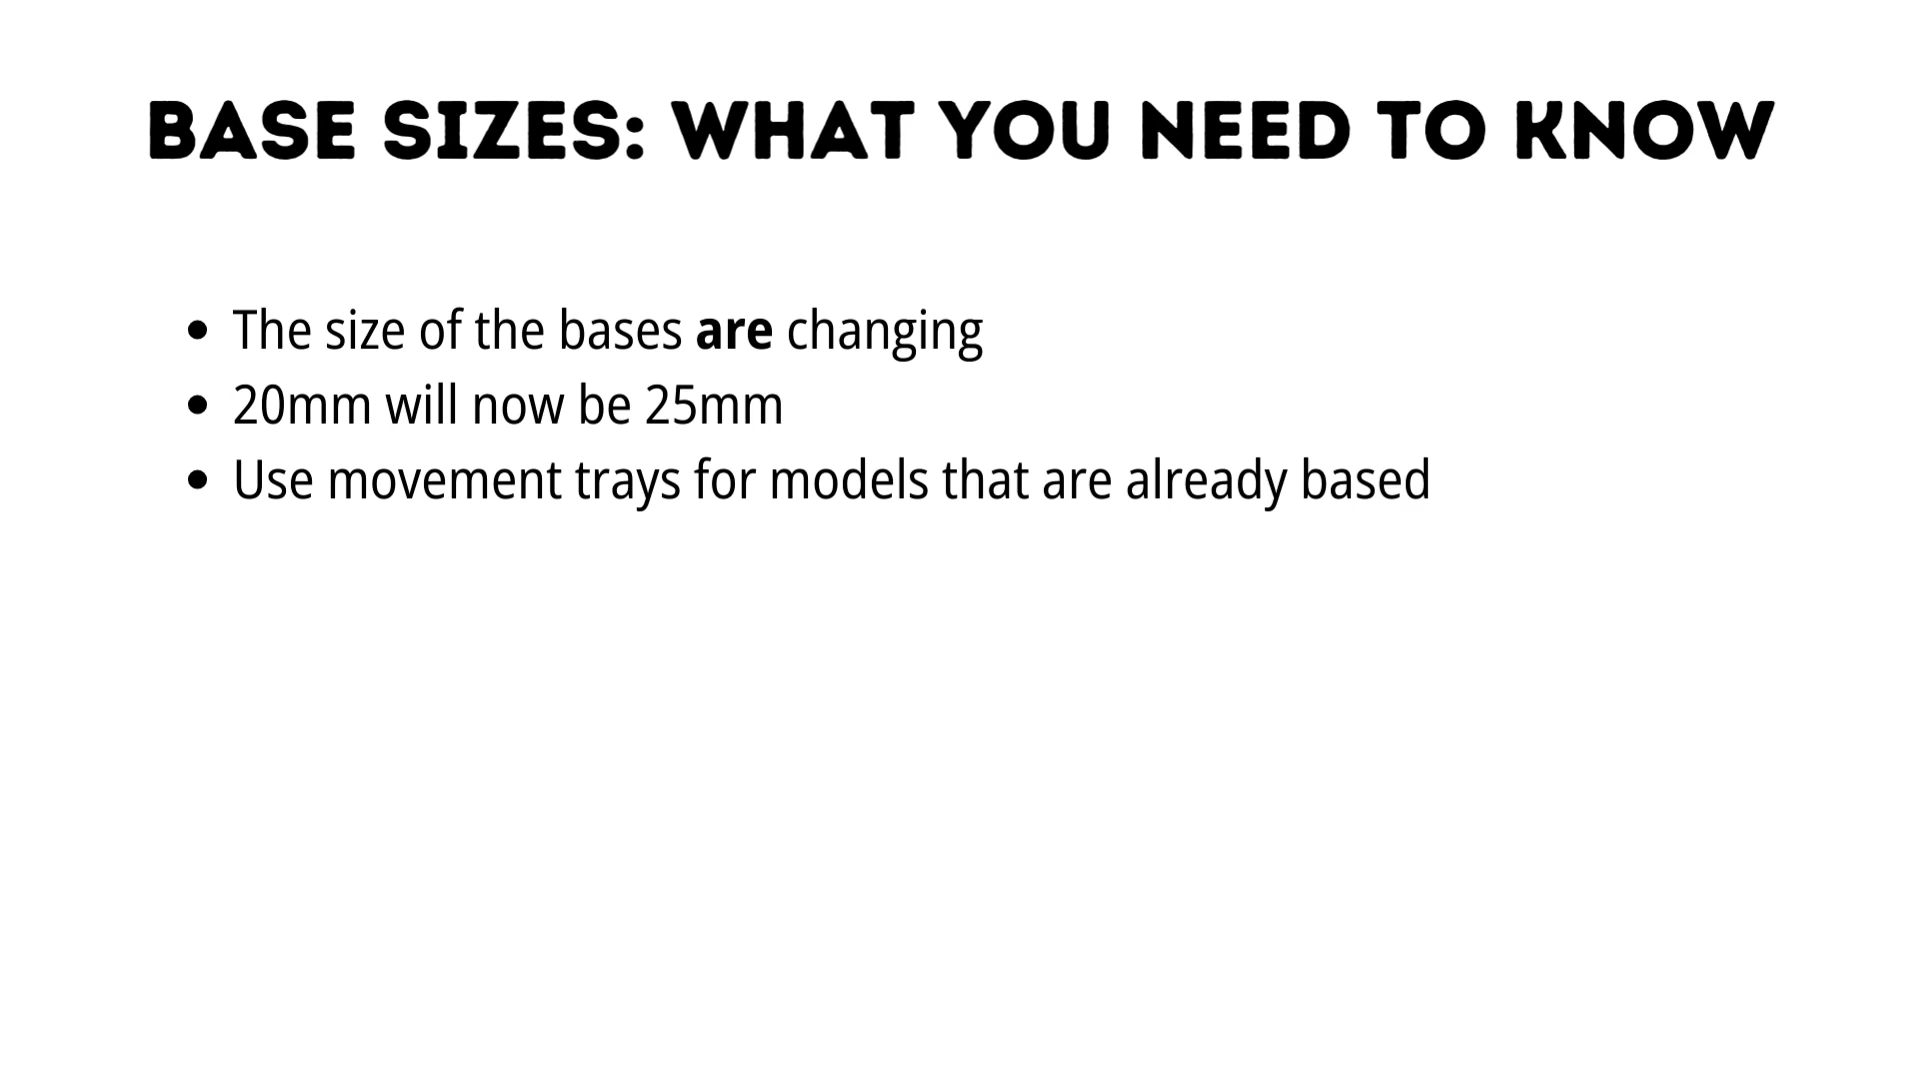 BASE SIZES: WHAT YOU NEED TO KNOW
• The size of the bases are changing
• 20mm will now be 25mm
• Use movement trays for models that are already based